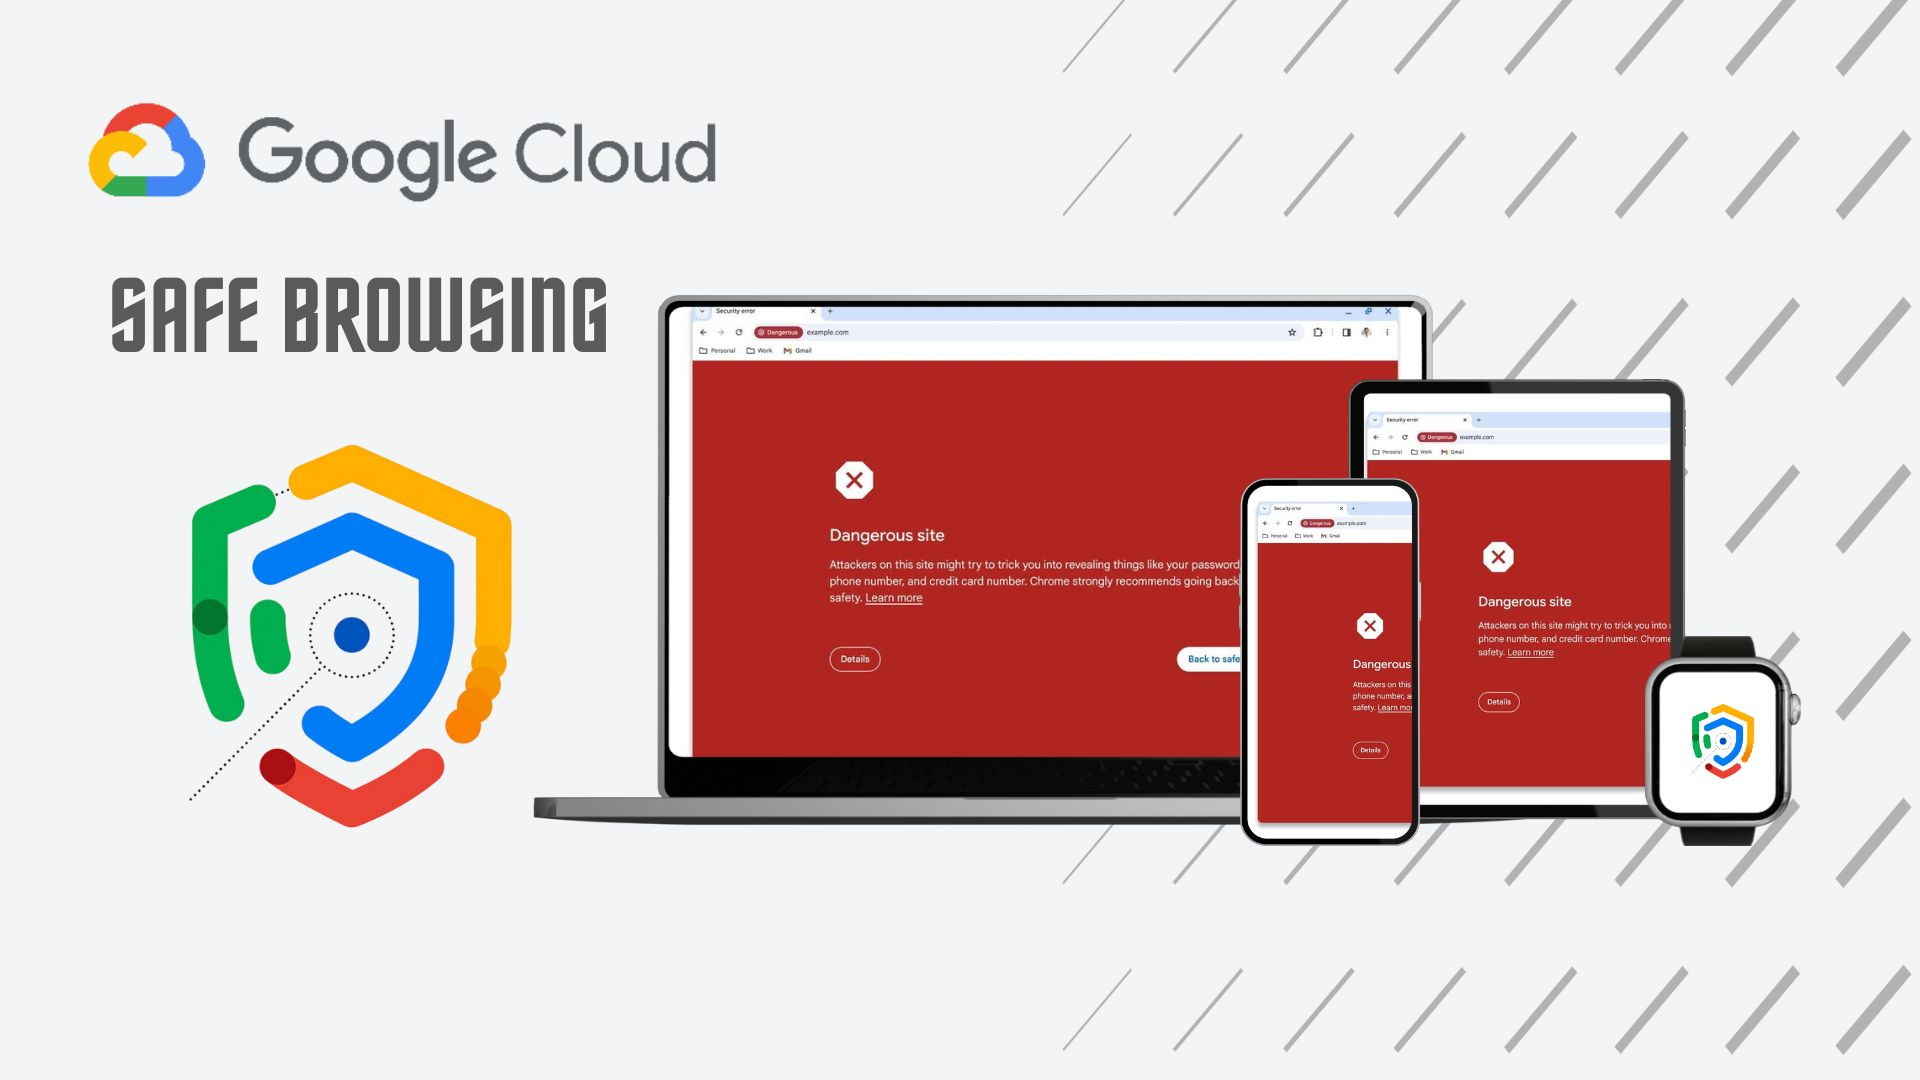 Google Cloud
SAFE BROWSING
Security error
Dangerous example.com
Personal Work Gmail
Dangerous site
Attackers on this site might try to trick you into revealing things like your password,
phone number, and credit card number. Chrome strongly recommends going back
safety. Learn more
Details
Back to safe
Security error
Dangerous example.com
Personal Work Gmail
Dangerous site
Attackers on this site might try to trick you into
phone number, and credit card number. Chrome
safety. Learn more
Details
Security error
Dangerous example.com
Personal Work Gmail
Dangerous
Attackers on this
phone number, a
safety. Learn mo
Details